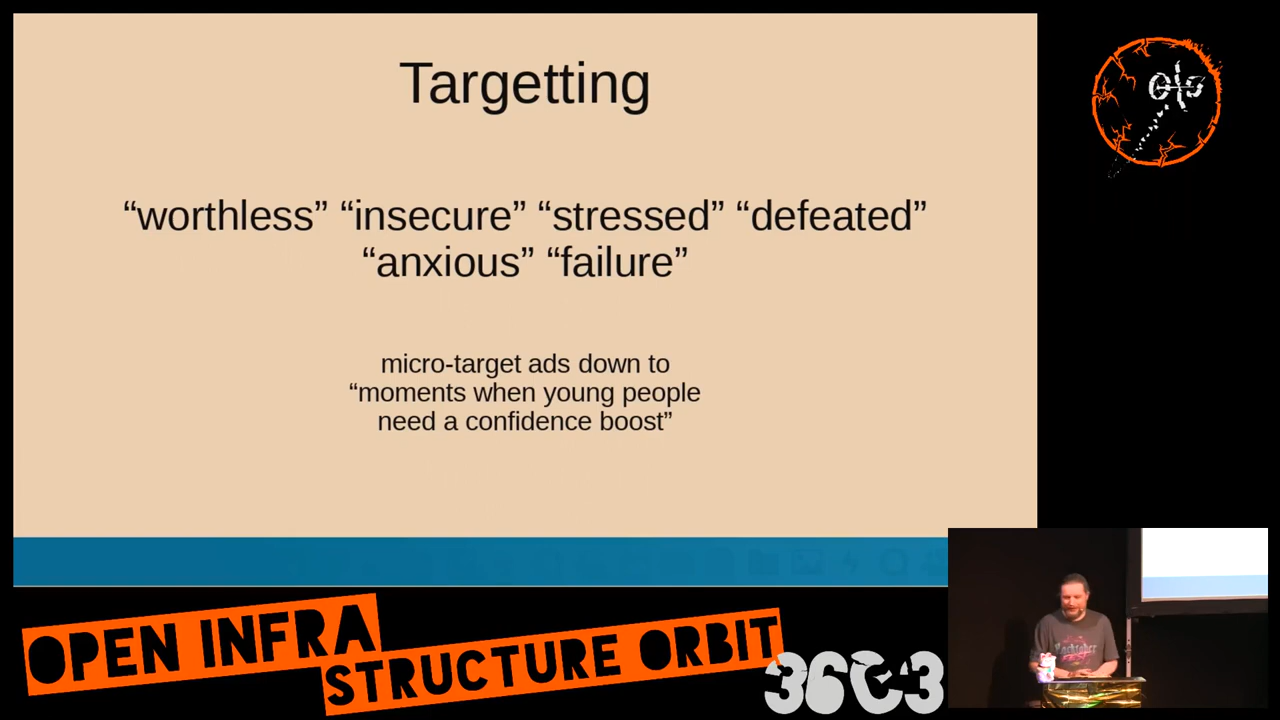 Targetting
“worthless” “insecure” “stressed” “defeated”
“anxious” “failure”
micro-target ads down to
“moments when young people
need a confidence boost”
OIO
OPEN INFRA
STRUCTURE ORBIT
36C3